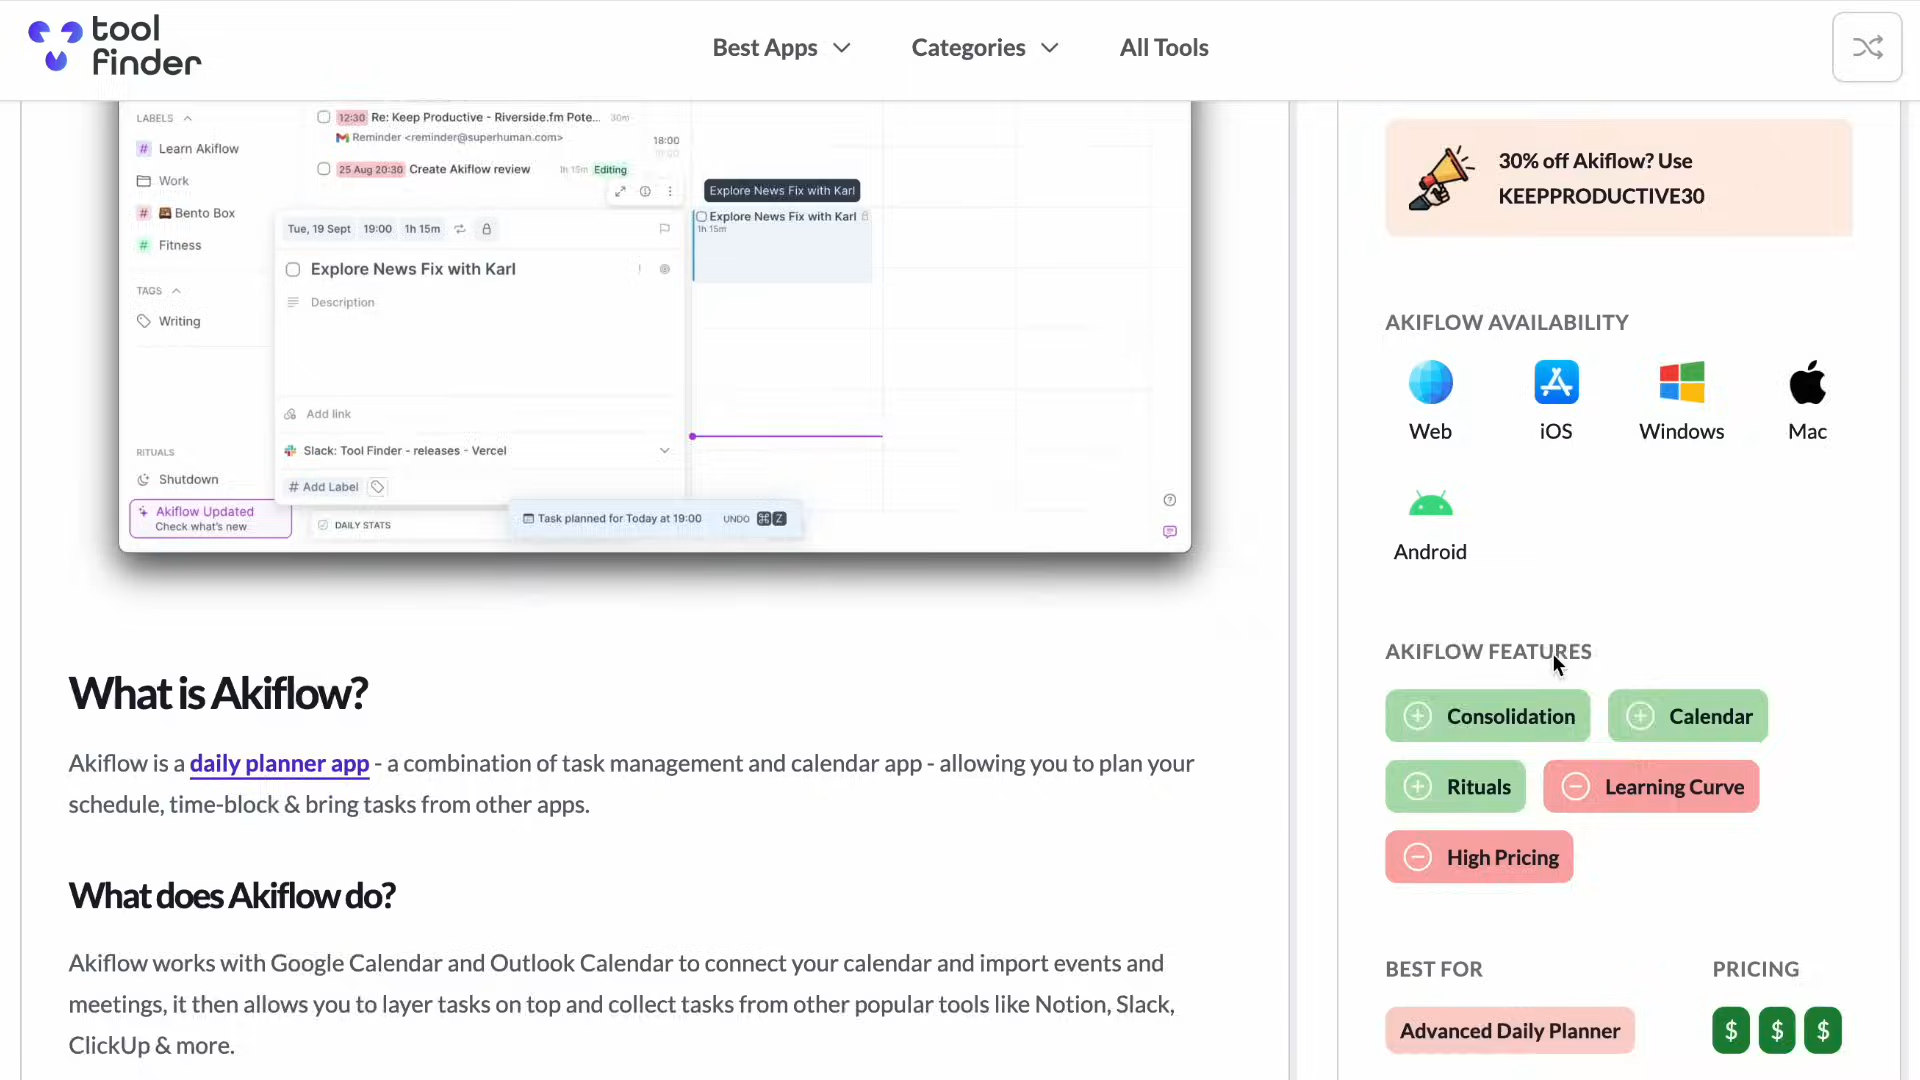 tool
finder
Best Apps
Categories
All Tools
LABELS
Learn Akiflow
Work
Bento Box
Fitness
TAGS
Writing
RITUALS
Shutdown
Akiflow Updated
Check what's new
12:30 Re: Keep Productive - Riverside.fm Pote... 30m
Reminder <reminder@superhuman.com>
25 Aug 20:30 Create Akiflow review 1h 15m Editing
18:00
Tue, 19 Sept 19:00 1h 15m
Explore News Fix with Karl
Description
Add link
Slack: Tool Finder - releases - Vercel
# Add Label
DAILY STATS
Explore News Fix with Karl
Explore News Fix with Karl
1h 15m
Task planned for Today at 19:00 UNDO ⌘ Z
What is Akiflow?
Akiflow is a daily planner app - a combination of task management and calendar app - allowing you to plan your
schedule, time-block & bring tasks from other apps.
What does Akiflow do?
Akiflow works with Google Calendar and Outlook Calendar to connect your calendar and import events and
meetings, it then allows you to layer tasks on top and collect tasks from other popular tools like Notion, Slack,
ClickUp & more.
30% off Akiflow? Use
KEEPPRODUCTIVE30
AKIFLOW AVAILABILITY
Web
iOS
Windows
Mac
Android
AKIFLOW FEATURES
Consolidation
Calendar
Rituals
Learning Curve
High Pricing
BEST FOR
Advanced Daily Planner
PRICING
$ $ $